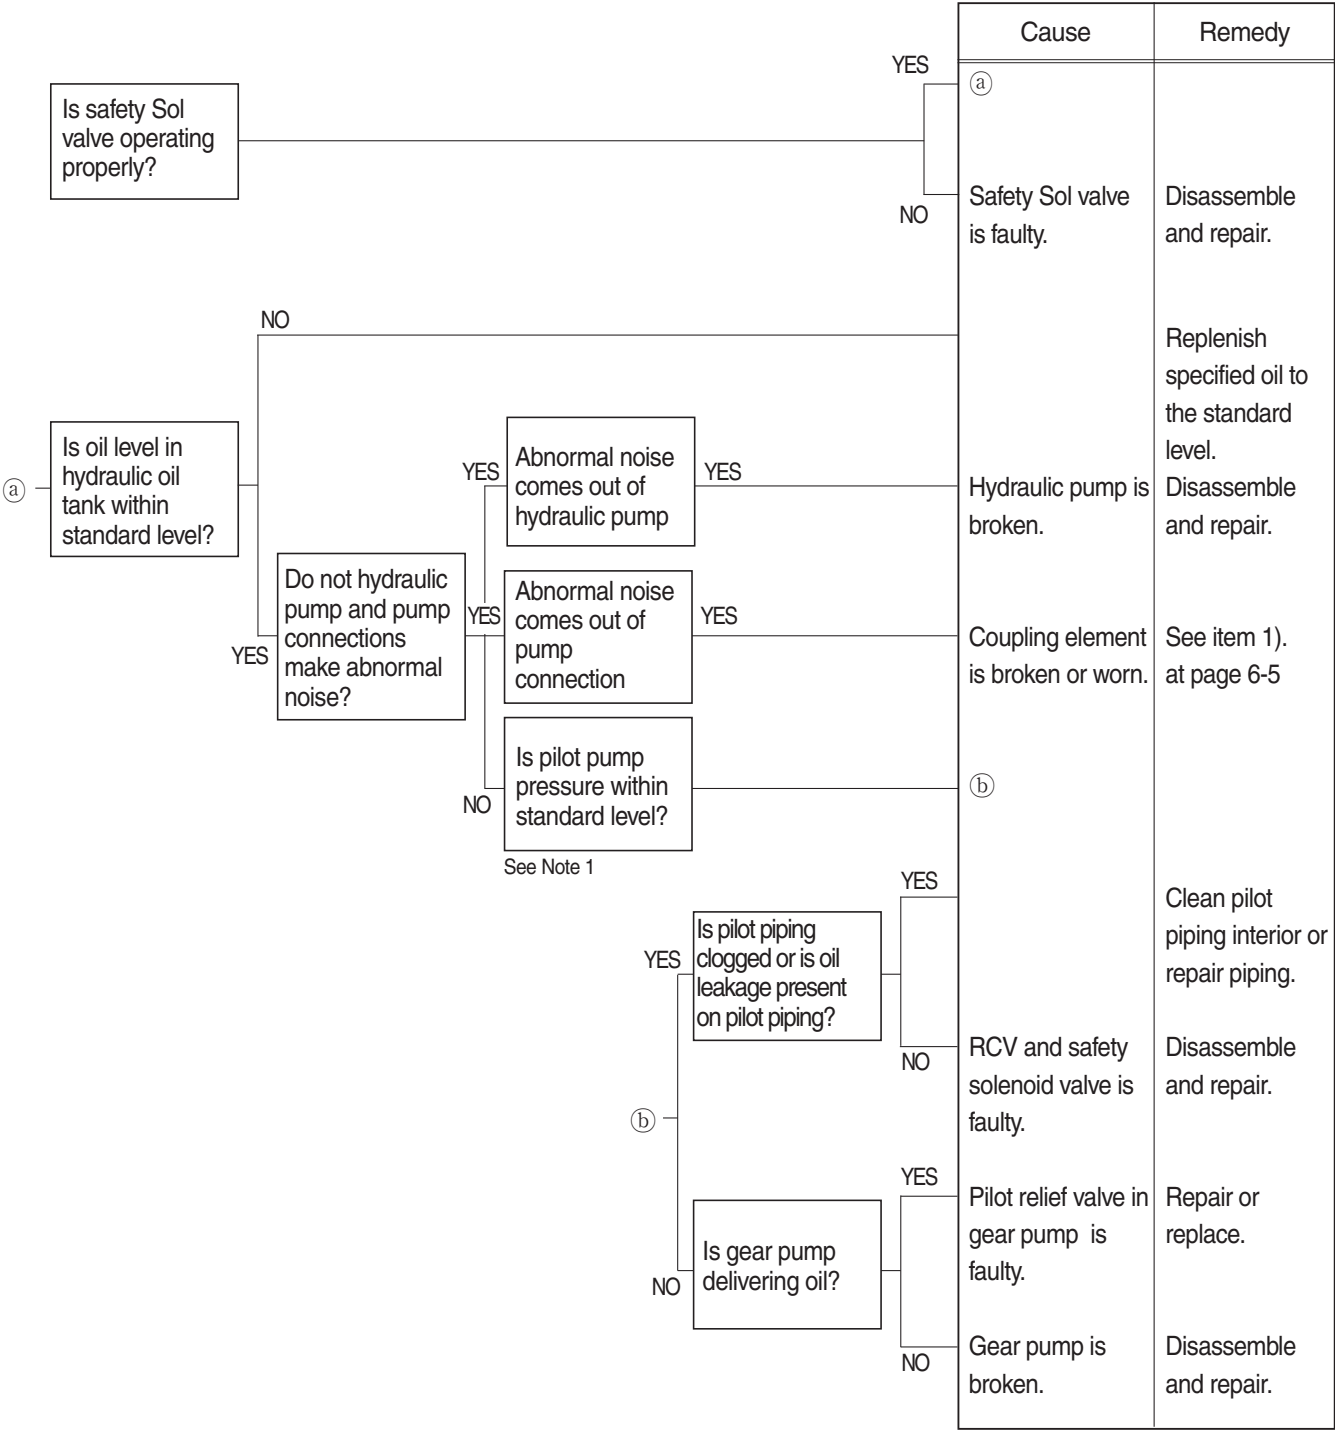 Cause
Remedy
YES
ⓐ
Is safety Sol
valve operating
properly?
NO
Safety Sol valve
is faulty.
Disassemble
and repair.
NO
Replenish
specified oil to
the standard
level.
ⓐ
Is oil level in
hydraulic oil
tank within
standard level?
YES
Do not hydraulic
pump and pump
connections
make abnormal
noise?
YES
Abnormal noise
comes out of
hydraulic pump
YES
Hydraulic pump is
broken.
Disassemble
and repair.
YES
Abnormal noise
comes out of
pump
connection
YES
Coupling element
is broken or worn.
See item 1).
at page 6-5
NO
Is pilot pump
pressure within
standard level?
See Note 1
ⓑ
ⓑ
YES
Is pilot piping
clogged or is oil
leakage present
on pilot piping?
YES
Clean pilot
piping interior or
repair piping.
NO
RCV and safety
solenoid valve is
faulty.
Disassemble
and repair.
NO
Is gear pump
delivering oil?
YES
Pilot relief valve in
gear pump is
faulty.
Repair or
replace.
NO
Gear pump is
broken.
Disassemble
and repair.